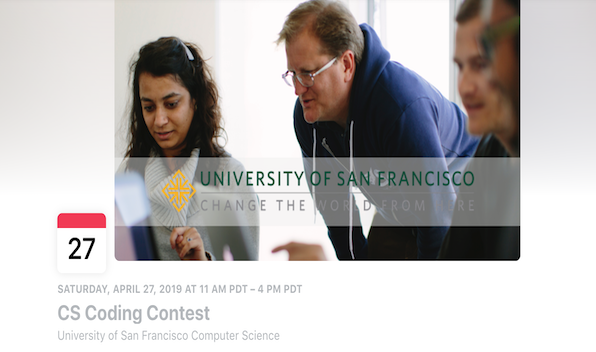 UNIVERSITY OF SAN FRANCISCO
CHANGE THE WORLD FROM HERE
27
SATURDAY, APRIL 27, 2019 AT 11 AM PDT – 4 PM PDT
CS Coding Contest
University of San Francisco Computer Science